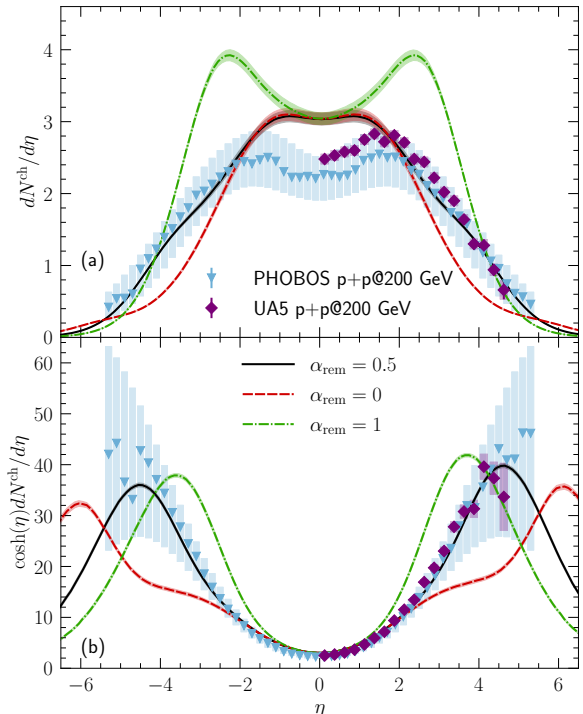 4
3
2
1
0
dN^ch/dη
(a)
PHOBOS p+p@200 GeV
UA5 p+p@200 GeV
60
50
40
30
20
10
0
cosh(η)dN^ch/dη
α_rem = 0.5
α_rem = 0
α_rem = 1
(b)
−6 −4 −2 0 2 4 6
η